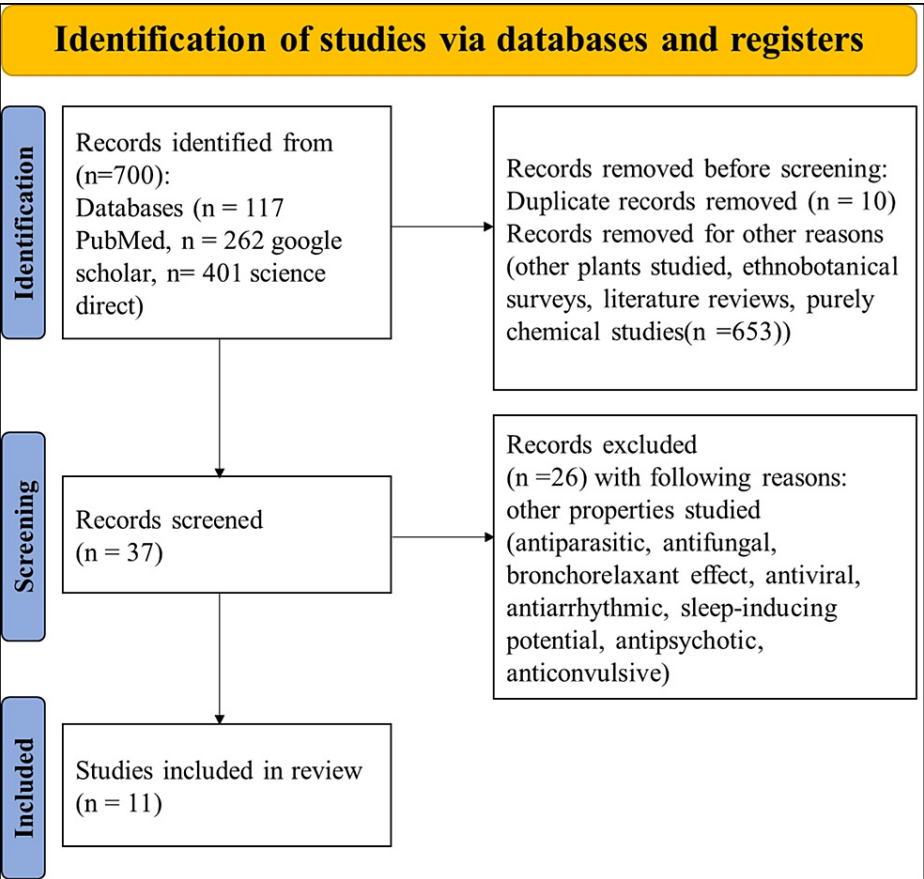 Identification of studies via databases and registers
Identification
Records identified from
(n=700):
Databases (n = 117
PubMed, n = 262 google
scholar, n= 401 science
direct)
Records removed before screening:
Duplicate records removed (n = 10)
Records removed for other reasons
(other plants studied, ethnobotanical
surveys, literature reviews, purely
chemical studies(n =653))
Screening
Records screened
(n = 37)
Records excluded
(n =26) with following reasons:
other properties studied
(antiparasitic, antifungal,
bronchorelaxant effect, antiviral,
antiarrhythmic, sleep-inducing
potential, antipsychotic,
anticonvulsive)
Included
Studies included in review
(n = 11)